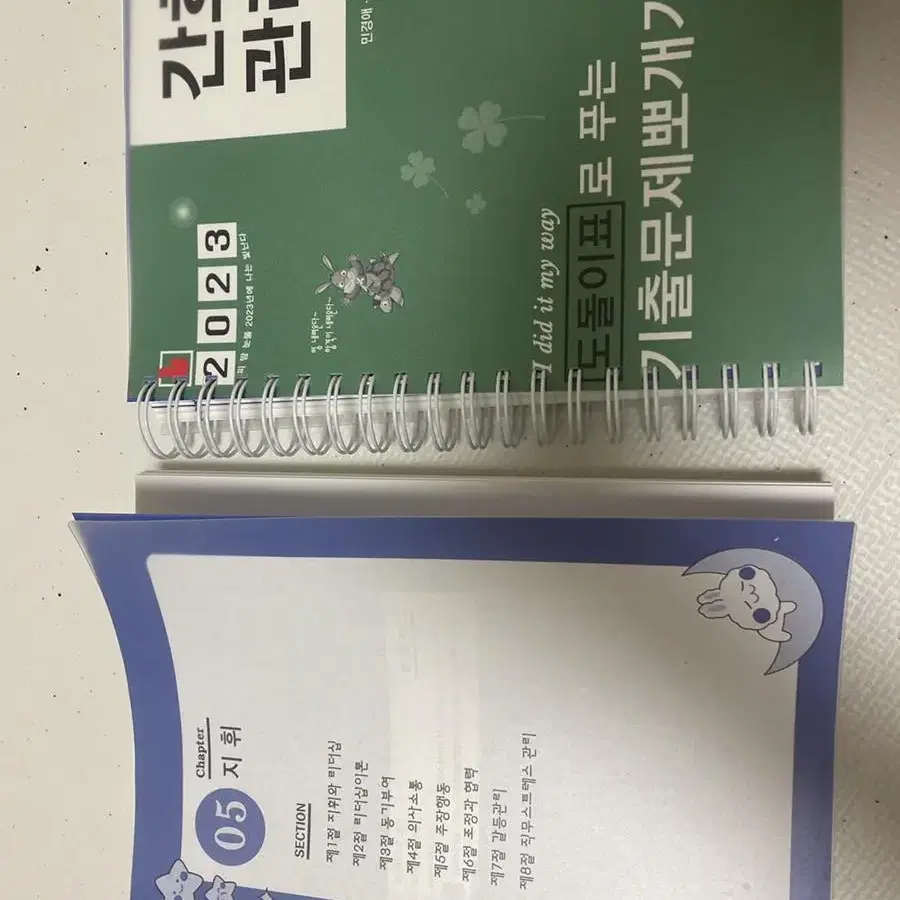 2023
피 땀 눈물 2023년에 나는 빛난다
간호
관리
민경애
I did it my way
도돌이표로 푸는
기출문제뽀개기
Chapter
05 지휘
SECTION
제1절 지휘와 리더십
제2절 리더십이론
제3절 동기부여
제4절 의사소통
제5절 주장행동
제6절 조정과 협력
제7절 갈등관리
제8절 직무스트레스 관리